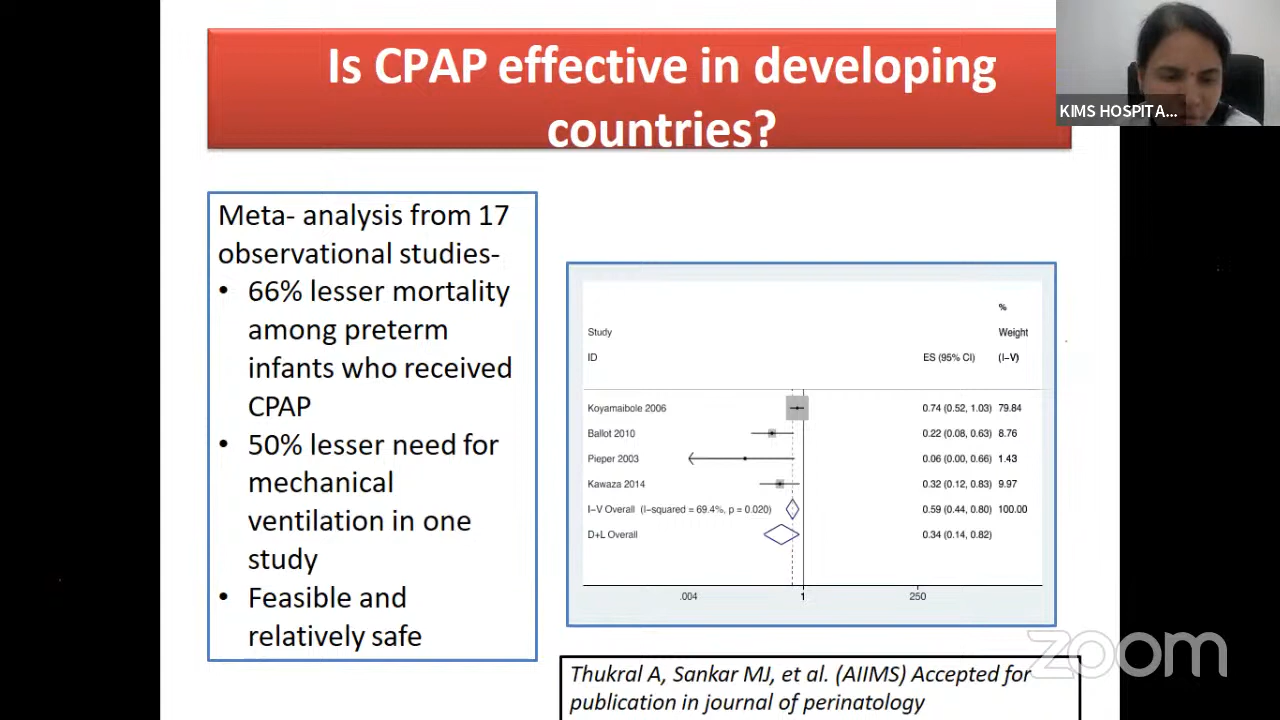 Is CPAP effective in developing
countries?
KIMS HOSPITA...
Meta- analysis from 17
observational studies-
• 66% lesser mortality
among preterm
infants who received
CPAP
• 50% lesser need for
mechanical
ventilation in one
study
• Feasible and
relatively safe
%
Study Weight
ID ES (95% CI) (I-V)
Koyamaibole 2006 0.74 (0.52, 1.03) 79.84
Ballot 2010 0.22 (0.08, 0.63) 8.76
Pieper 2003 0.06 (0.00, 0.66) 1.43
Kawaza 2014 0.32 (0.12, 0.83) 9.97
I-V Overall (I-squared = 69.4%, p = 0.020) 0.59 (0.44, 0.80) 100.00
D+L Overall 0.34 (0.14, 0.82)
.004 1 250
Thukral A, Sankar MJ, et al. (AIIMS) Accepted for
publication in journal of perinatology
zoom